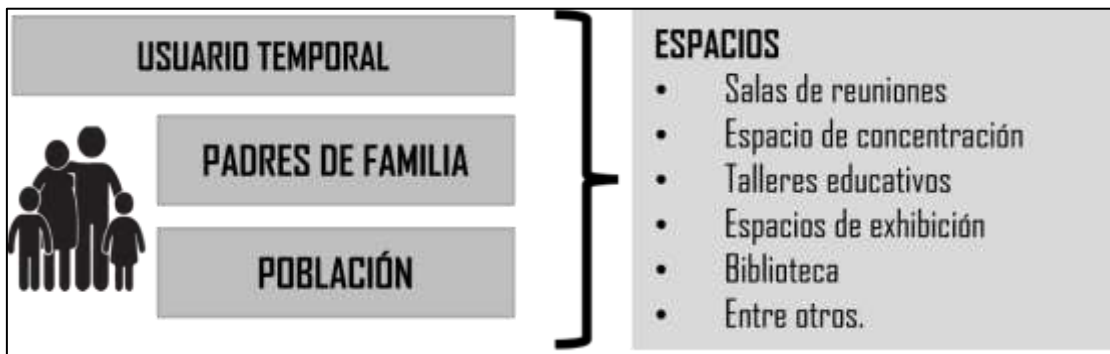 USUARIO TEMPORAL
PADRES DE FAMILIA
POBLACIÓN
ESPACIOS
• Salas de reuniones
• Espacio de concentración
• Talleres educativos
• Espacios de exhibición
• Biblioteca
• Entre otros.